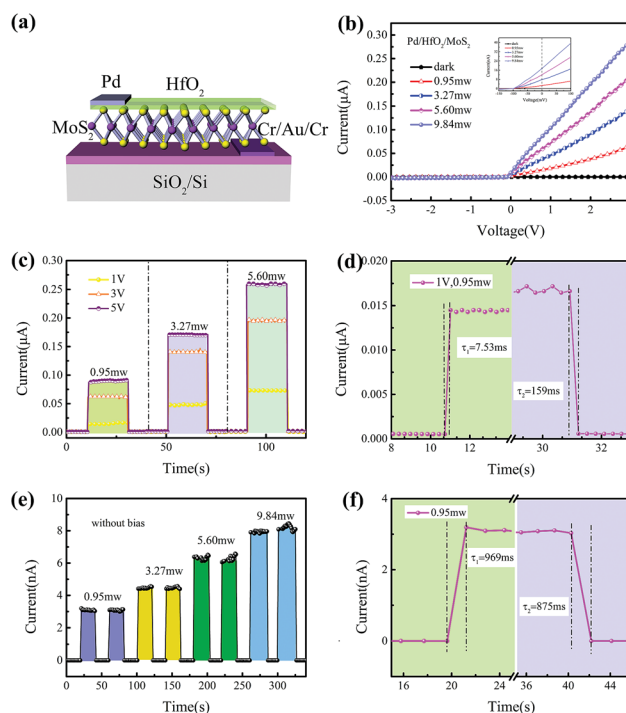 (a)
Pd
HfO2
MoS2
Cr/Au/Cr
SiO2/Si
(b)
Pd/HfO2/MoS2
dark
0.95mw
3.27mw
5.60mw
9.84mw
Current(μA)
0.30
0.25
0.20
0.15
0.10
0.05
0.00
-0.05
-3 -2 -1 0 1 2
Voltage(V)
(c)
1V
3V
5V
0.95mw
3.27mw
5.60mw
Current(μA)
0.30
0.25
0.20
0.15
0.10
0.05
0.00
0 50 100
Time(s)
(d)
1V,0.95mw
τ1=7.53ms
τ2=159ms
Current(μA)
0.020
0.015
0.010
0.005
0.000
8 10 12 30 32
Time(s)
(e)
without bias
0.95mw
3.27mw
5.60mw
9.84mw
Current(nA)
10
8
6
4
2
0
0 50 100 150 200 250 300
Time(s)
(f)
0.95mw
τ1=969ms
τ2=875ms
Current(nA)
6
3
0
16 20 24 36 40 44
Time(s)